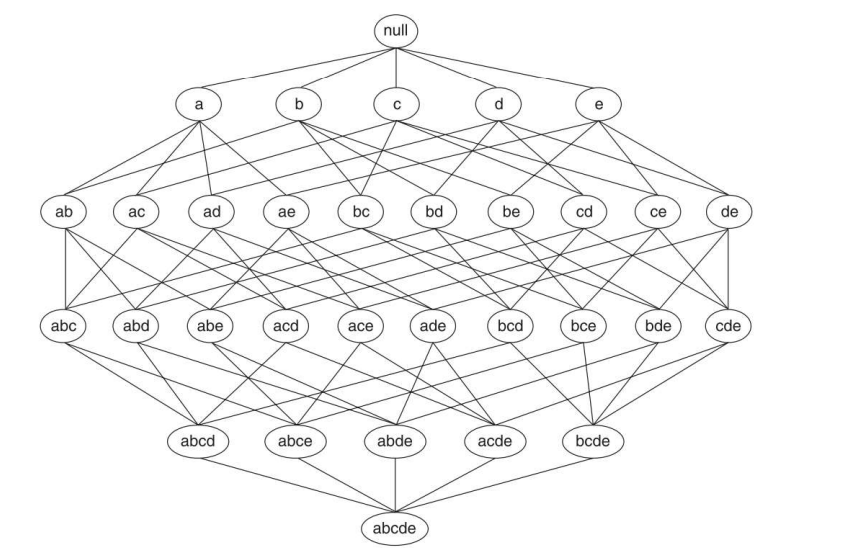 null
a b c d e
ab ac ad ae bc bd be cd ce de
abc abd abe acd ace ade bcd bce bde cde
abcd abce abde acde bcde
abcde